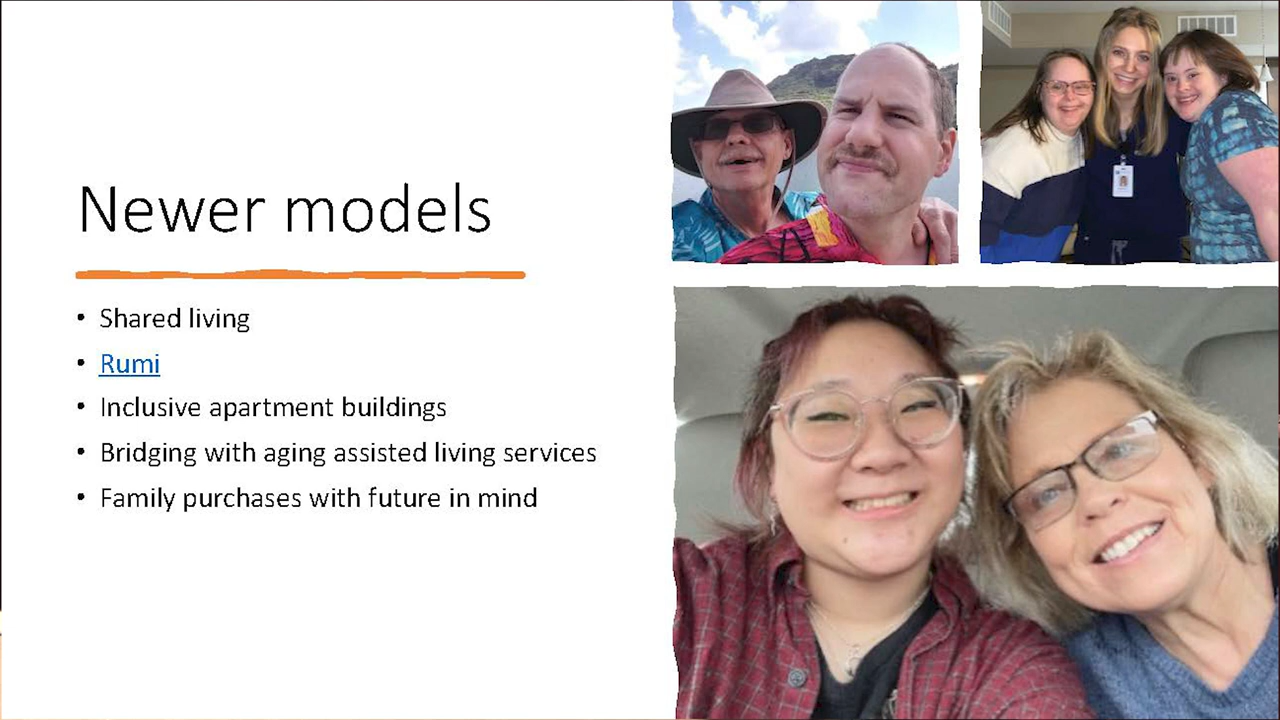 Newer models
• Shared living
• Rumi
• Inclusive apartment buildings
• Bridging with aging assisted living services
• Family purchases with future in mind